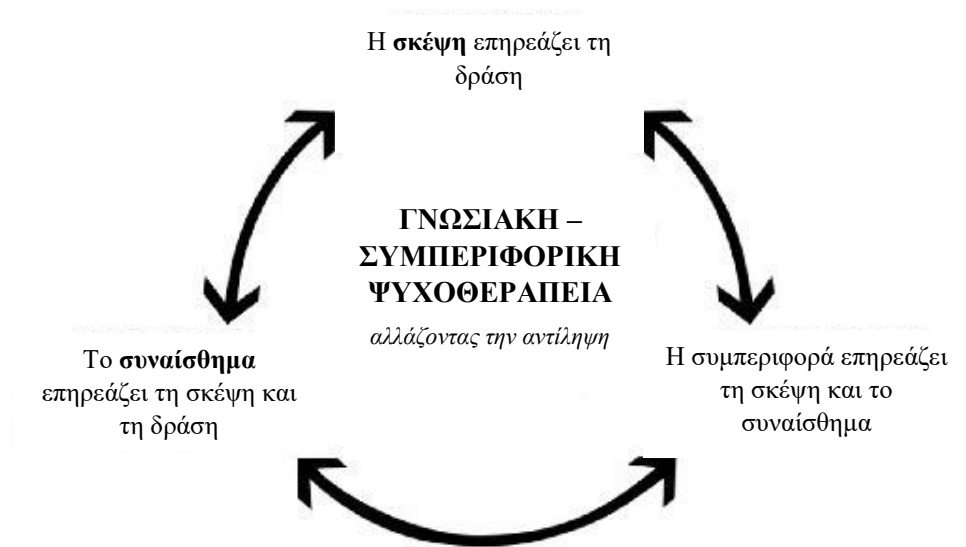 Η σκέψη επηρεάζει τη
δράση
ΓΝΩΣΙΑΚΗ –
ΣΥΜΠΕΡΙΦΟΡΙΚΗ
ΨΥΧΟΘΕΡΑΠΕΙΑ
αλλάζοντας την αντίληψη
Το συναίσθημα
επηρεάζει τη σκέψη και
τη δράση
Η συμπεριφορά επηρεάζει
τη σκέψη και το
συναίσθημα